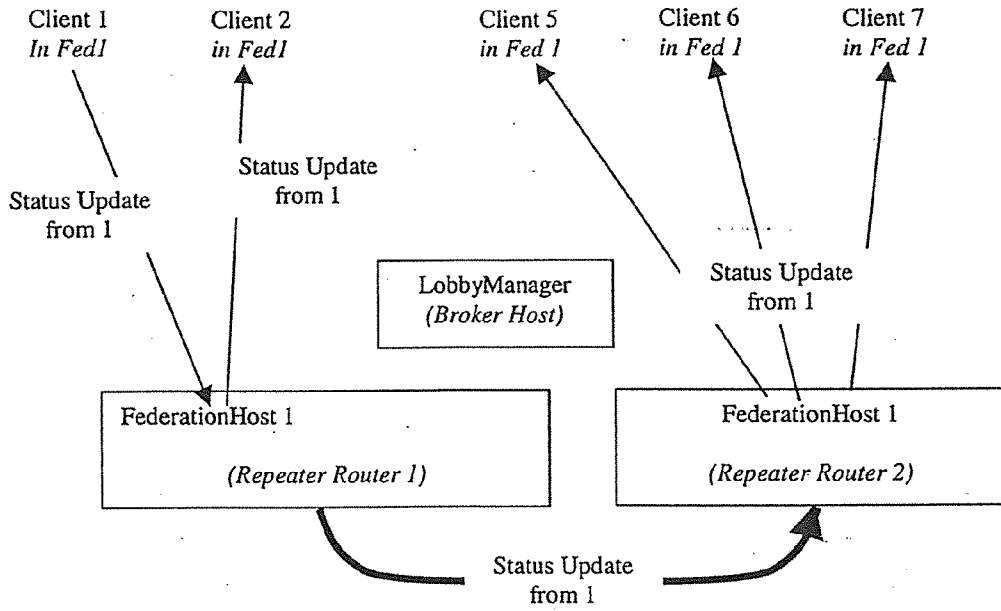 Client 1
In Fed1
Client 2
in Fed1
Client 5
in Fed 1
Client 6
in Fed 1
Client 7
in Fed 1
Status Update
from 1
Status Update
from 1
Status Update
from 1
LobbyManager
(Broker Host)
FederationHost 1
(Repeater Router 1)
FederationHost 1
(Repeater Router 2)
Status Update
from 1